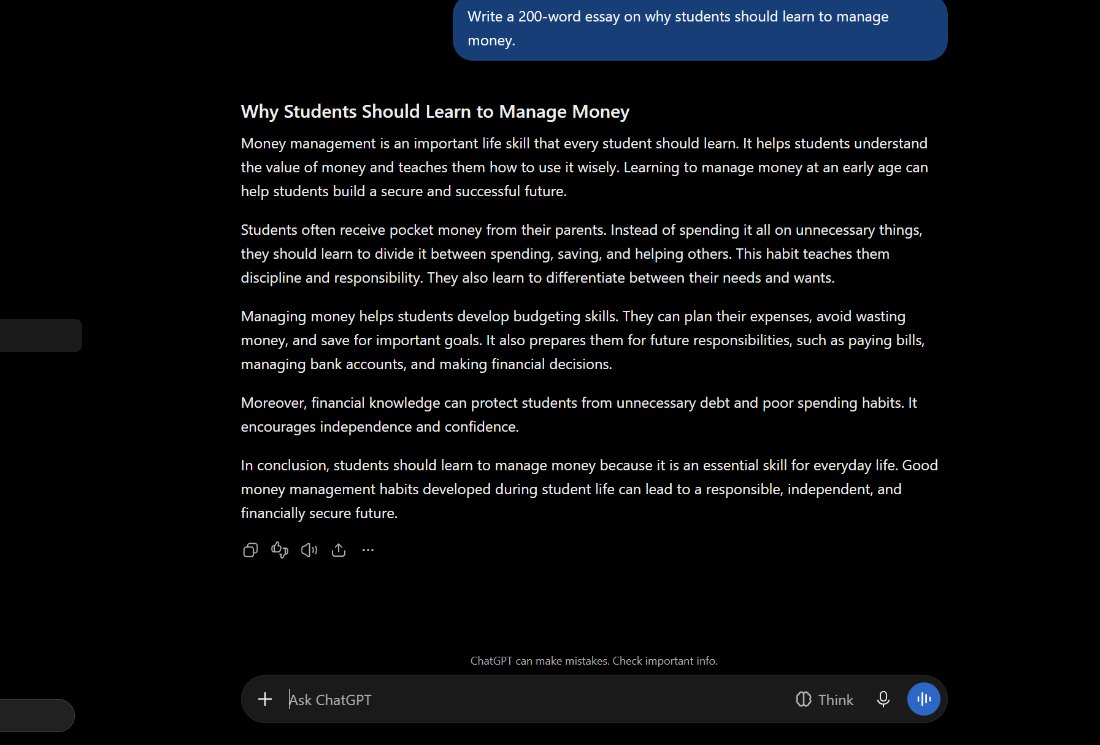 Write a 200-word essay on why students should learn to manage
money.
Why Students Should Learn to Manage Money
Money management is an important life skill that every student should learn. It helps students understand
the value of money and teaches them how to use it wisely. Learning to manage money at an early age can
help students build a secure and successful future.
Students often receive pocket money from their parents. Instead of spending it all on unnecessary things,
they should learn to divide it between spending, saving, and helping others. This habit teaches them
discipline and responsibility. They also learn to differentiate between their needs and wants.
Managing money helps students develop budgeting skills. They can plan their expenses, avoid wasting
money, and save for important goals. It also prepares them for future responsibilities, such as paying bills,
managing bank accounts, and making financial decisions.
Moreover, financial knowledge can protect students from unnecessary debt and poor spending habits. It
encourages independence and confidence.
In conclusion, students should learn to manage money because it is an essential skill for everyday life. Good
money management habits developed during student life can lead to a responsible, independent, and
financially secure future.
ChatGPT can make mistakes. Check important info.
Ask ChatGPT
Think